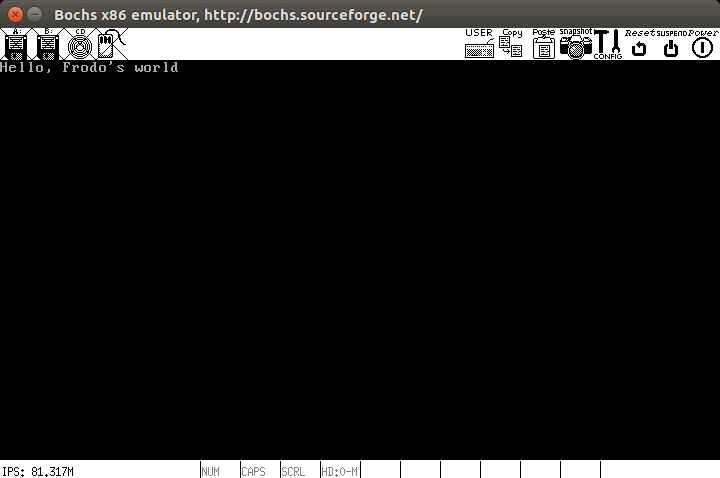 Bochs x86 emulator, http://bochs.sourceforge.net/
A: B: CD USER Copy Paste snapshot CONFIG Reset SUSPEND Power
Hello, Frodo's world
IPS: 81.317M NUM CAPS SCRL HD:0-M